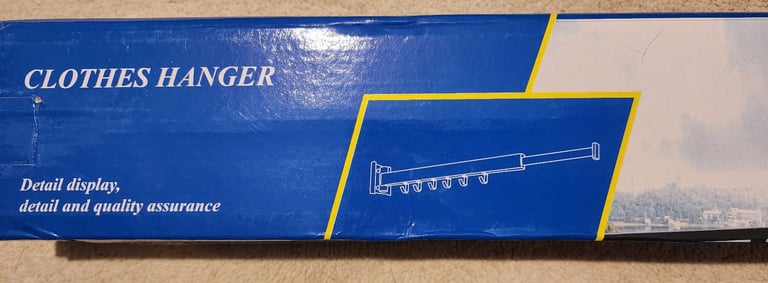 CLOTHES HANGER
Detail display,
detail and quality assurance